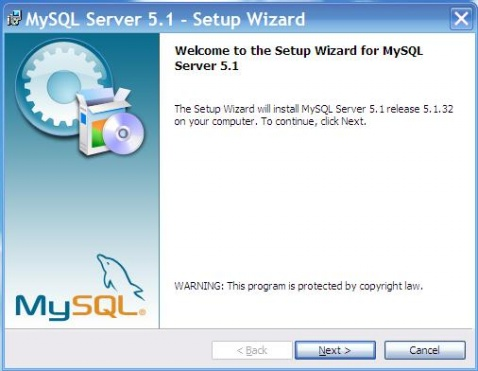 MySQL Server 5.1 - Setup Wizard
Welcome to the Setup Wizard for MySQL
Server 5.1
The Setup Wizard will install MySQL Server 5.1 release 5.1.32
on your computer. To continue, click Next.
WARNING: This program is protected by copyright law.
MySQL.
< Back
Next >
Cancel